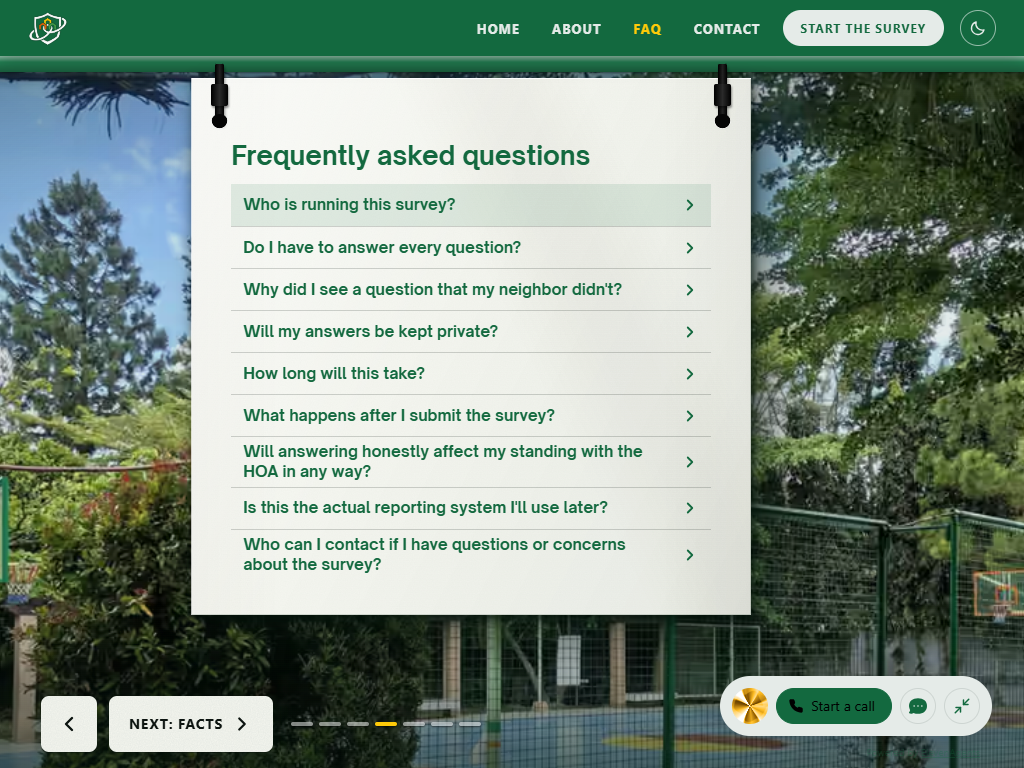 HOME
ABOUT
FAQ
CONTACT
START THE SURVEY
Frequently asked questions
Who is running this survey?
Do I have to answer every question?
Why did I see a question that my neighbor didn't?
Will my answers be kept private?
How long will this take?
What happens after I submit the survey?
Will answering honestly affect my standing with the
HOA in any way?
Is this the actual reporting system I'll use later?
Who can I contact if I have questions or concerns
about the survey?
NEXT: FACTS
Start a call